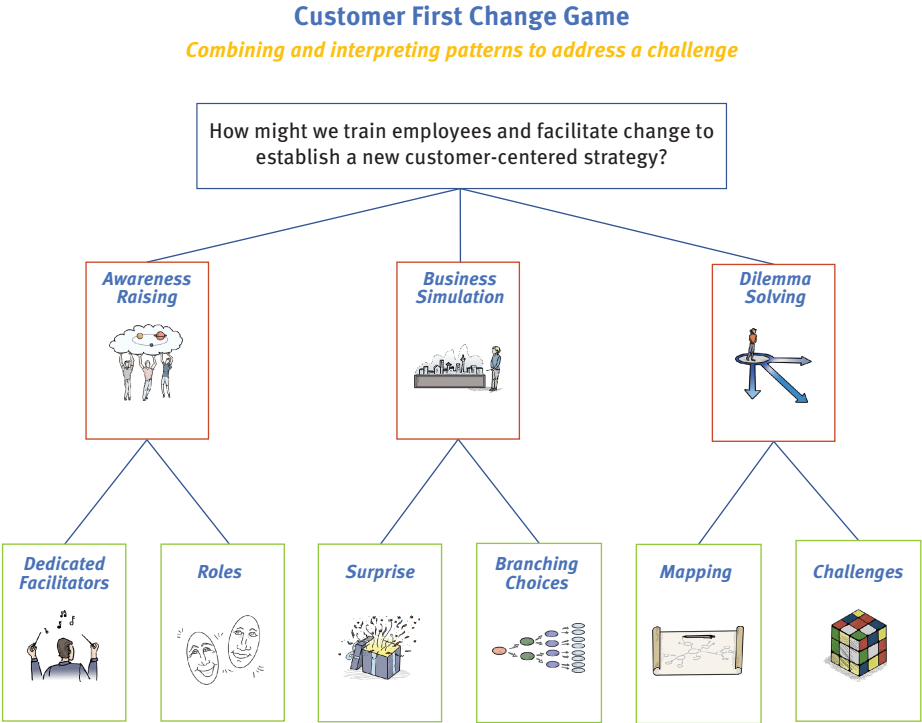 Customer First Change Game
Combining and interpreting patterns to address a challenge
How might we train employees and facilitate change to
establish a new customer-centered strategy?
Awareness
Raising
Business
Simulation
Dilemma
Solving
Dedicated
Facilitators
Roles
Surprise
Branching
Choices
Mapping
Challenges